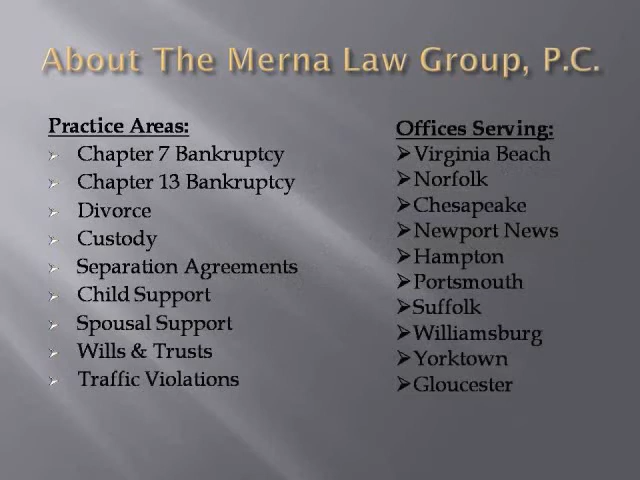 About The Merna Law Group, P.C.
Practice Areas:
Chapter 7 Bankruptcy
Chapter 13 Bankruptcy
Divorce
Custody
Separation Agreements
Child Support
Spousal Support
Wills & Trusts
Traffic Violations
Offices Serving:
Virginia Beach
Norfolk
Chesapeake
Newport News
Hampton
Portsmouth
Suffolk
Williamsburg
Yorktown
Gloucester